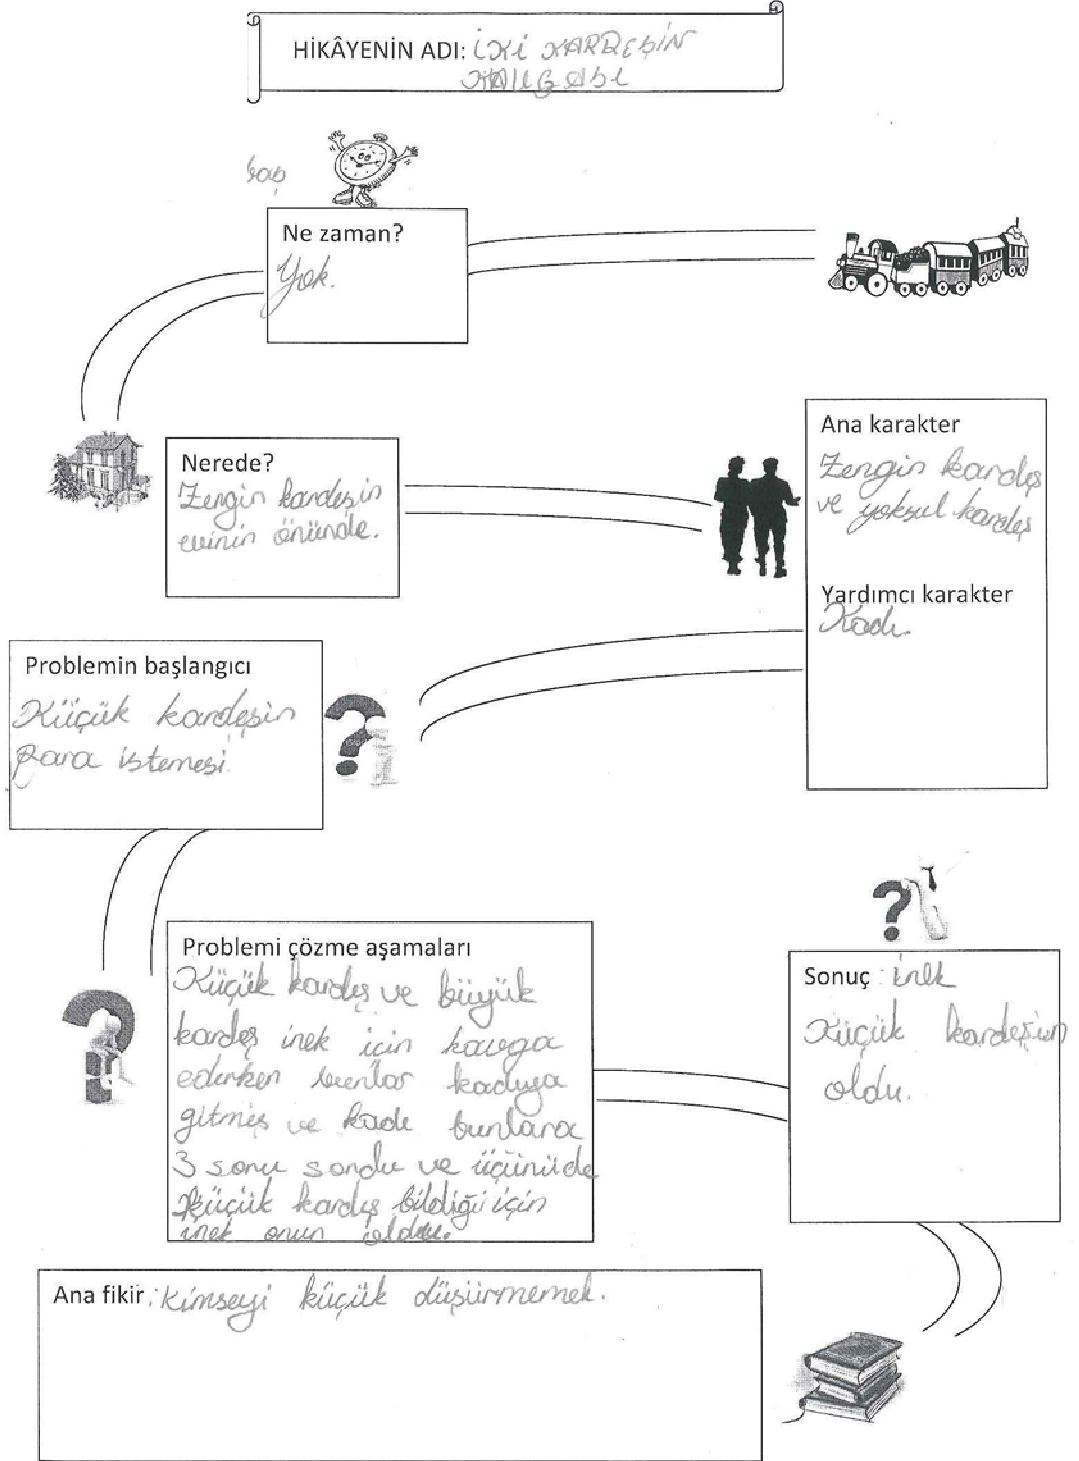 HİKÂYENİN ADI: İKİ KARDEŞİN
KAVGASI
Ne zaman?
Yok.
Nerede?
Zengin kardeşin
evinin önünde.
Ana karakter
Zengin kardeş
ve yoksul kardeş
Yardımcı karakter
Kadı.
Problemin başlangıcı
Küçük kardeşin
para istemesi.
Problemi çözme aşamaları
Küçük kardeş ve büyük
kardeş inek için kavga
ederken bunlar kadıya
gitmiş ve kadı bunlara
3 soru sordu ve üçünüde
küçük kardeş bildiği için
inek onun oldu.
Sonuç : inek
Küçük kardeşin
oldu.
Ana fikir : Kimseyi küçük düşürmemek.